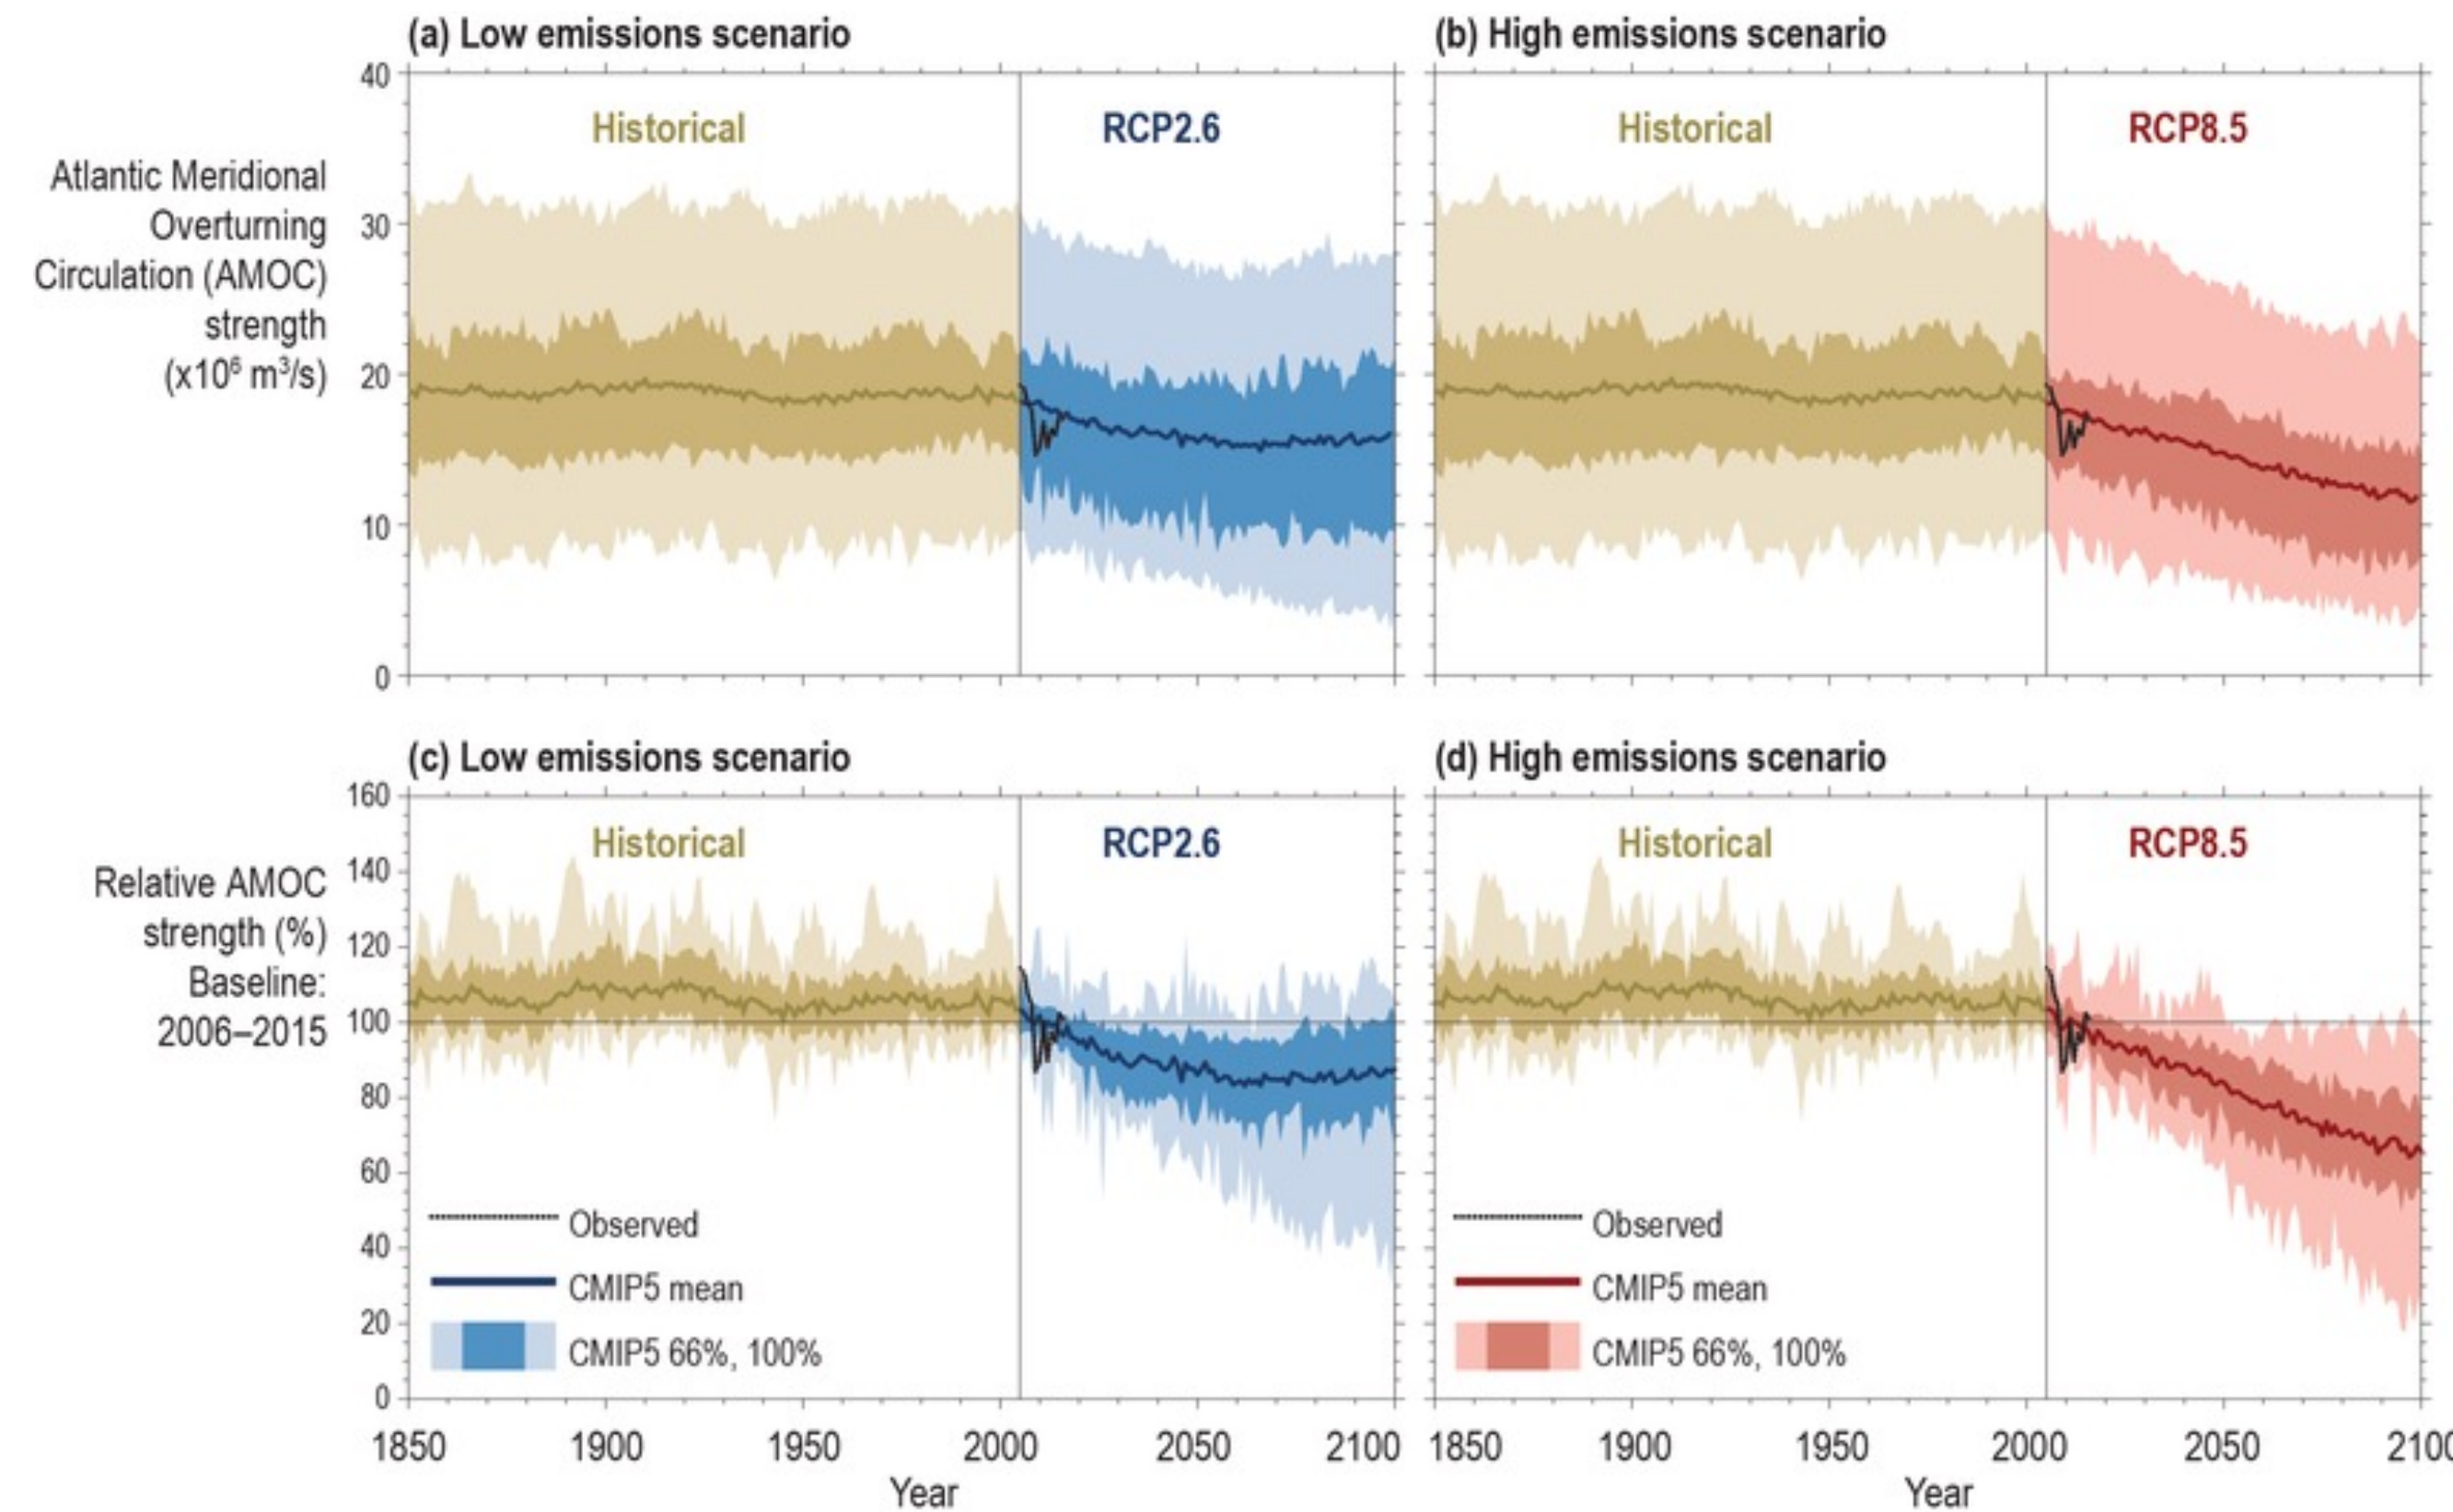 (a) Low emissions scenario
(b) High emissions scenario
Atlantic Meridional
Overturning
Circulation (AMOC)
strength
(x10⁶ m³/s)
40
30
20
10
0
Historical
RCP2.6
Historical
RCP8.5
(c) Low emissions scenario
(d) High emissions scenario
Relative AMOC
strength (%)
Baseline:
2006–2015
160
140
120
100
80
60
40
20
0
Historical
RCP2.6
Historical
RCP8.5
Observed
CMIP5 mean
CMIP5 66%, 100%
Observed
CMIP5 mean
CMIP5 66%, 100%
1850 1900 1950 2000 2050 2100
1850 1900 1950 2000 2050 2100
Year
Year